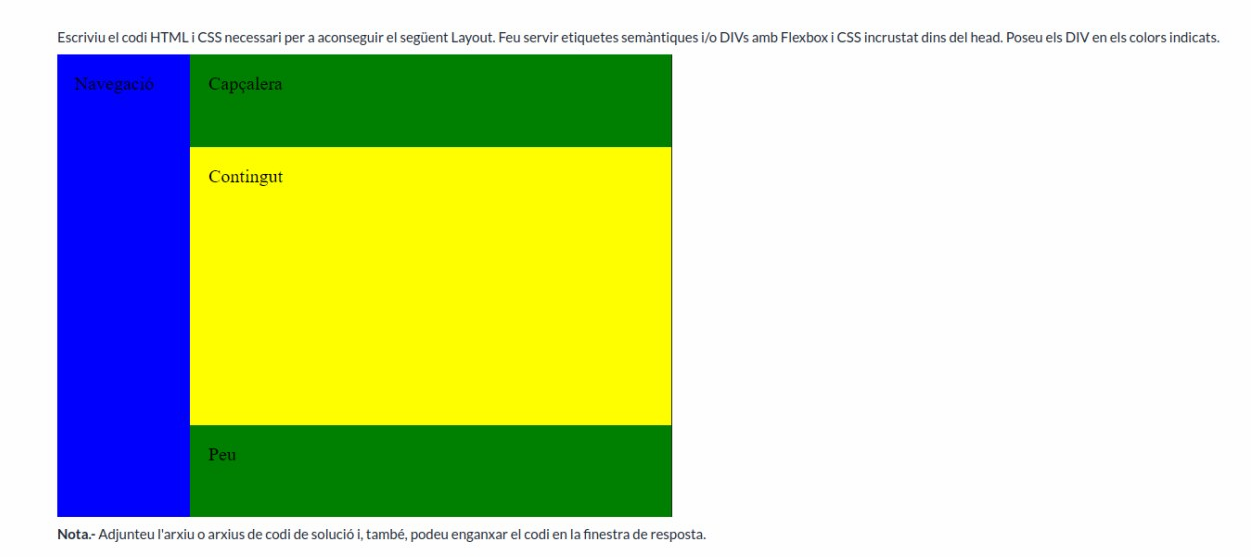 Escriviu el codi HTML i CSS necessari per a aconseguir el següent Layout. Feu servir etiquetes semàntiques i/o DIVs amb Flexbox i CSS incrustat dins del head. Poseu els DIV en els colors indicats.
Navegació
Capçalera
Contingut
Peu
Nota.- Adjunteu l'arxiu o arxius de codi de solució i, també, podeu enganxar el codi en la finestra de resposta.